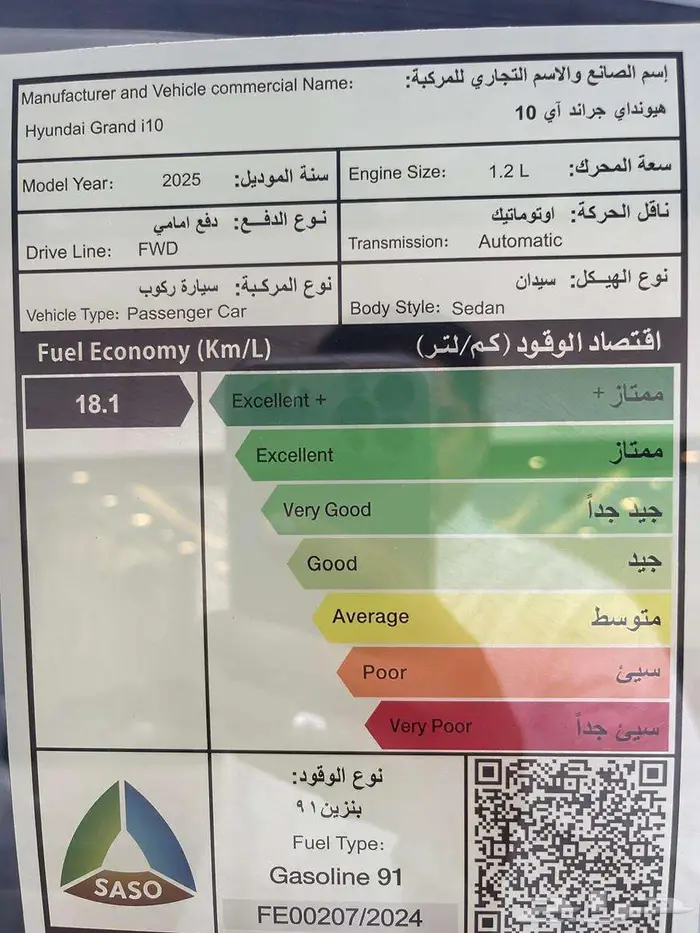 Manufacturer and Vehicle commercial Name: إسم الصانع والاسم التجاري للمركبة:
Hyundai Grand i10 هيونداي جراند آي 10
Model Year: 2025 سنة الموديل:
Engine Size: 1.2 L سعة المحرك:
نوع الدفع: دفع امامي
Drive Line: FWD
ناقل الحركة: اوتوماتيك
Transmission: Automatic
نوع المركبة: سيارة ركوب
Vehicle Type: Passenger Car
نوع الهيكل: سيدان
Body Style: Sedan
Fuel Economy (Km/L) اقتصاد الوقود (كم/لتر)
18.1
Excellent + ممتاز +
Excellent ممتاز
Very Good جيد جداً
Good جيد
Average متوسط
Poor سيئ
Very Poor سيئ جداً
SASO
نوع الوقود:
بنزين ٩١
Fuel Type:
Gasoline 91
FE00207/2024